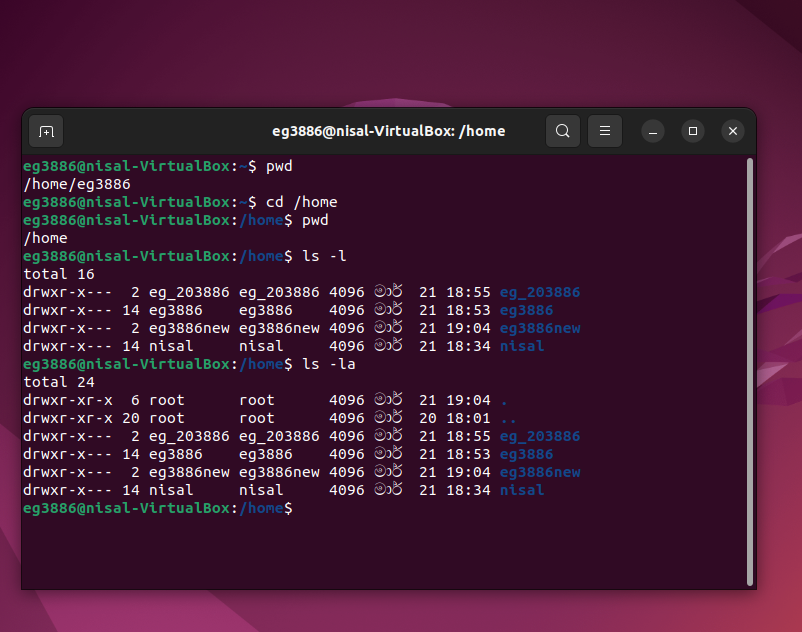 eg3886@nisal-VirtualBox: /home
eg3886@nisal-VirtualBox:~$ pwd
/home/eg3886
eg3886@nisal-VirtualBox:~$ cd /home
eg3886@nisal-VirtualBox:/home$ pwd
/home
eg3886@nisal-VirtualBox:/home$ ls -l
total 16
drwxr-x---  2 eg_203886 eg_203886 4096 මාර්  21 18:55 eg_203886
drwxr-x--- 14 eg3886    eg3886    4096 මාර්  21 18:53 eg3886
drwxr-x---  2 eg3886new eg3886new 4096 මාර්  21 19:04 eg3886new
drwxr-x--- 14 nisal     nisal     4096 මාර්  21 18:34 nisal
eg3886@nisal-VirtualBox:/home$ ls -la
total 24
drwxr-xr-x  6 root      root      4096 මාර්  21 19:04 .
drwxr-xr-x 20 root      root      4096 මාර්  20 18:01 ..
drwxr-x---  2 eg_203886 eg_203886 4096 මාර්  21 18:55 eg_203886
drwxr-x--- 14 eg3886    eg3886    4096 මාර්  21 18:53 eg3886
drwxr-x---  2 eg3886new eg3886new 4096 මාර්  21 19:04 eg3886new
drwxr-x--- 14 nisal     nisal     4096 මාර්  21 18:34 nisal
eg3886@nisal-VirtualBox:/home$